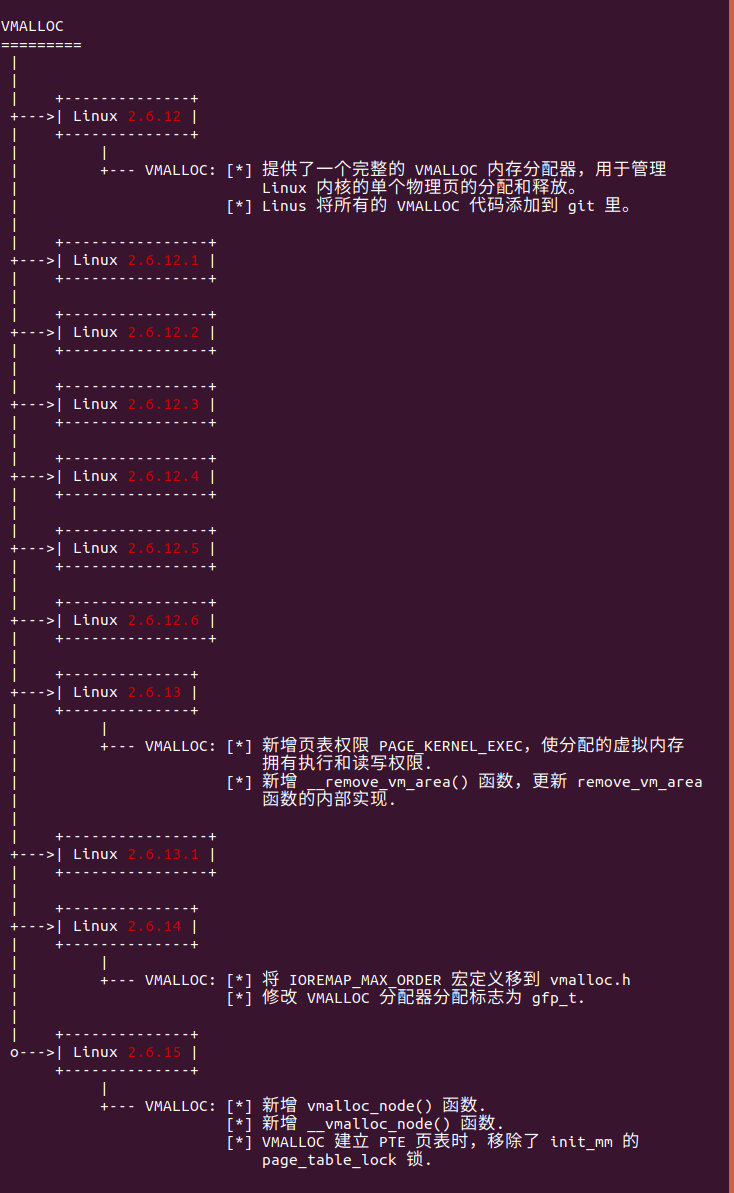 VMALLOC
=========
 |
 |
 |    +--------------+
 +--->| Linux 2.6.12 |
 |    +--------------+
 |         |
 |         +--- VMALLOC: [*] 提供了一个完整的 VMALLOC 内存分配器，用于管理
 |                           Linux 内核的单个物理页的分配和释放。
 |                       [*] Linus 将所有的 VMALLOC 代码添加到 git 里。
 |
 |    +----------------+
 +--->| Linux 2.6.12.1 |
 |    +----------------+
 |
 |    +----------------+
 +--->| Linux 2.6.12.2 |
 |    +----------------+
 |
 |    +----------------+
 +--->| Linux 2.6.12.3 |
 |    +----------------+
 |
 |    +----------------+
 +--->| Linux 2.6.12.4 |
 |    +----------------+
 |
 |    +----------------+
 +--->| Linux 2.6.12.5 |
 |    +----------------+
 |
 |    +----------------+
 +--->| Linux 2.6.12.6 |
 |    +----------------+
 |
 |    +--------------+
 +--->| Linux 2.6.13 |
 |    +--------------+
 |         |
 |         +--- VMALLOC: [*] 新增页表权限 PAGE_KERNEL_EXEC，使分配的虚拟内存
 |                           拥有执行和读写权限.
 |                       [*] 新增 __remove_vm_area() 函数，更新 remove_vm_area
 |                           函数的内部实现.
 |
 |    +----------------+
 +--->| Linux 2.6.13.1 |
 |    +----------------+
 |
 |    +--------------+
 +--->| Linux 2.6.14 |
 |    +--------------+
 |         |
 |         +--- VMALLOC: [*] 将 IOREMAP_MAX_ORDER 宏定义移到 vmalloc.h
 |                       [*] 修改 VMALLOC 分配器分配标志为 gfp_t.
 |
 |    +--------------+
 o--->| Linux 2.6.15 |
      +--------------+
           |
           +--- VMALLOC: [*] 新增 vmalloc_node() 函数.
                         [*] 新增 __vmalloc_node() 函数.
                         [*] VMALLOC 建立 PTE 页表时，移除了 init_mm 的
                             page_table_lock 锁.